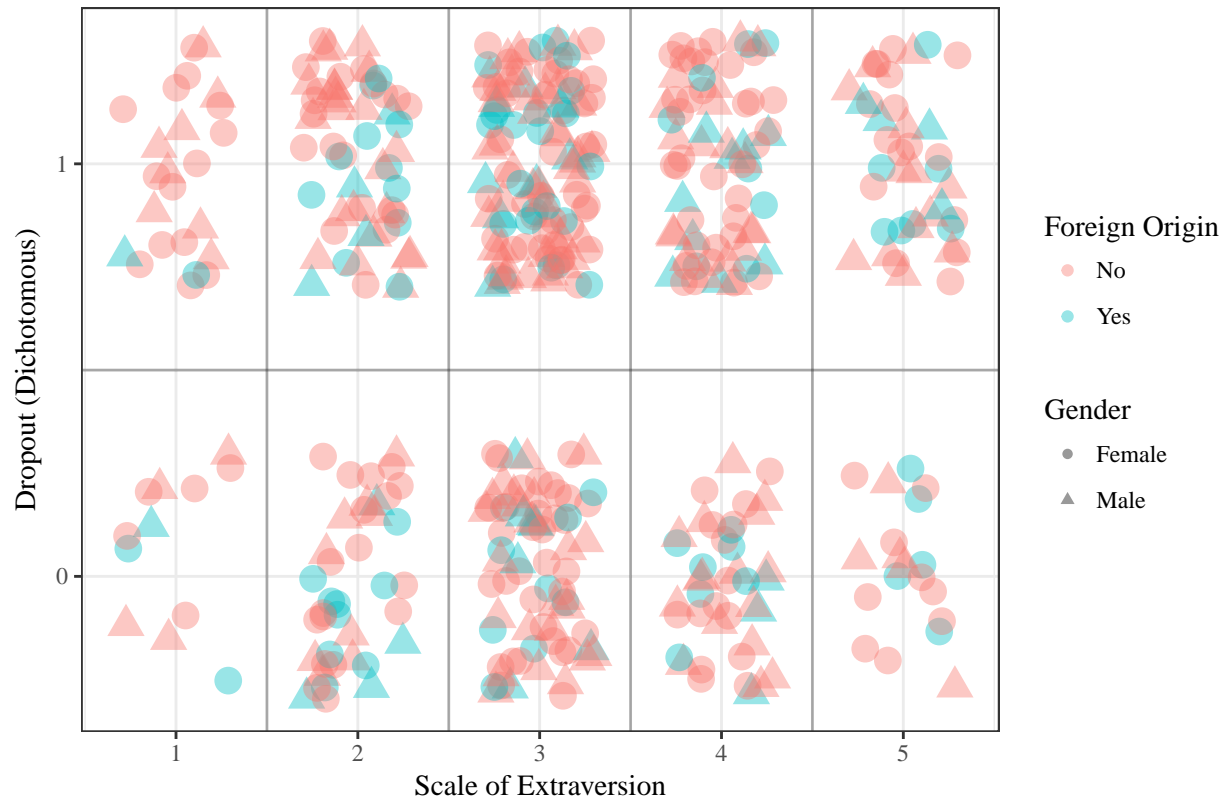 Dropout (Dichotomous)
1
0
1 2 3 4 5
Scale of Extraversion
Foreign Origin
No
Yes
Gender
Female
Male